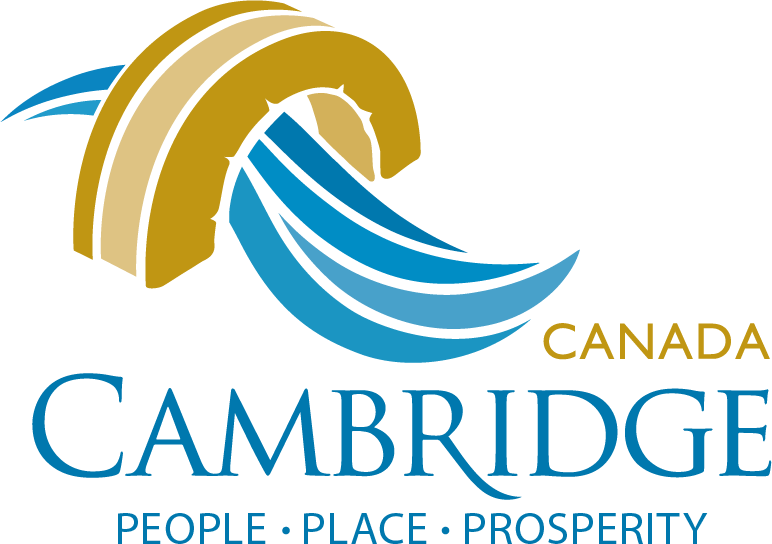 CANADA
CAMBRIDGE
PEOPLE · PLACE · PROSPERITY